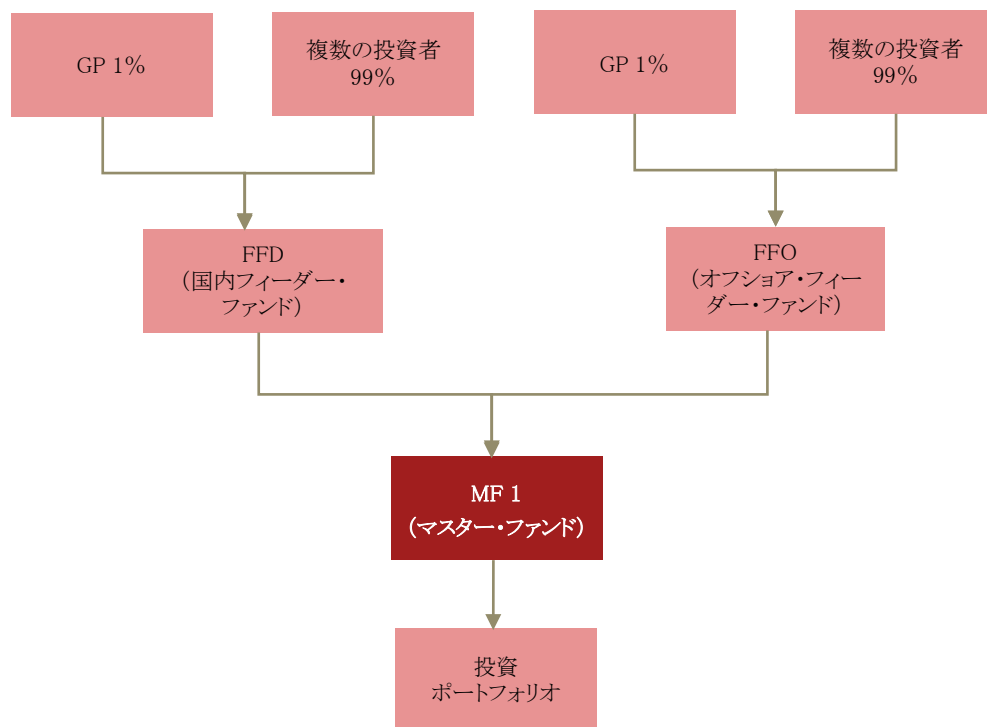 GP 1%
複数の投資者
99%
GP 1%
複数の投資者
99%
FFD
(国内フィーダー・
ファンド)
FFO
(オフショア・フィー
ダー・ファンド)
MF 1
(マスター・ファンド)
投資
ポートフォリオ